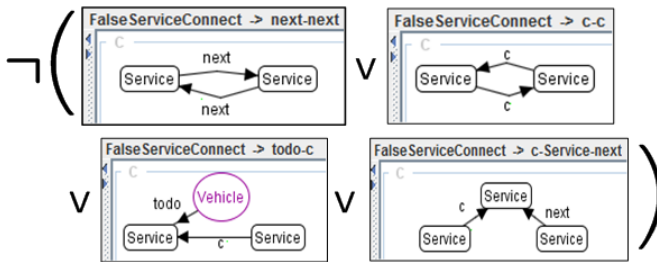 ¬ ( FalseServiceConnect -> next-next ∨ FalseServiceConnect -> c-c
C
next
Service Service
next
C
c
Service Service
c
∨ FalseServiceConnect -> todo-c ∨ FalseServiceConnect -> c-Service-next )
C
Vehicle
todo
Service Service
c
C
Service
c next
Service Service